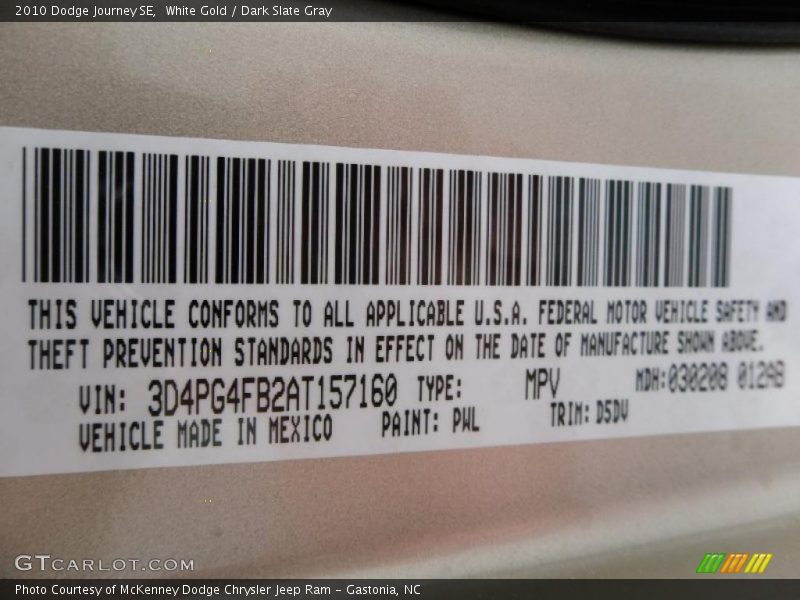 2010 Dodge Journey SE, White Gold / Dark Slate Gray
THIS VEHICLE CONFORMS TO ALL APPLICABLE U.S.A. FEDERAL MOTOR VEHICLE SAFETY AND
THEFT PREVENTION STANDARDS IN EFFECT ON THE DATE OF MANUFACTURE SHOWN ABOVE.
VIN: 3D4PG4FB2AT157160 TYPE: MPV MDH:030208 012AB
VEHICLE MADE IN MEXICO PAINT: PWL TRIM: D5DV
GTCARLOT.COM
Photo Courtesy of McKenney Dodge Chrysler Jeep Ram - Gastonia, NC